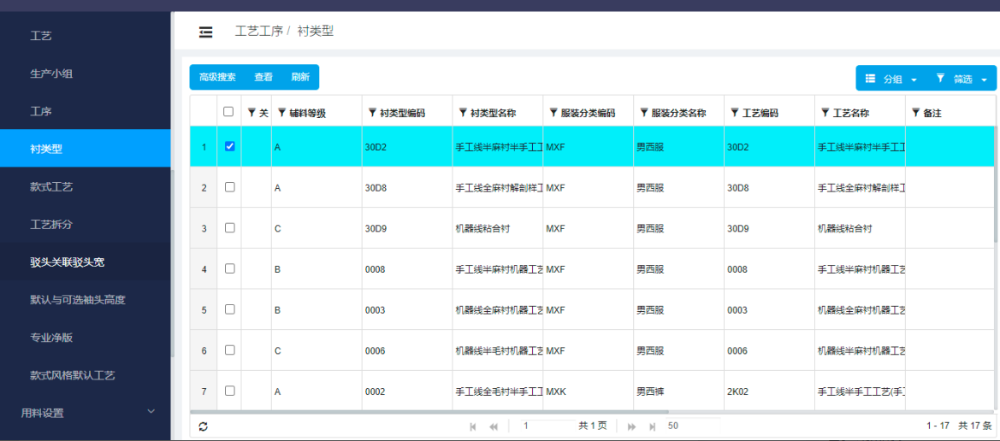 工艺
生产小组
工序
衬类型
款式工艺
工艺拆分
驳头关联驳头宽
默认与可选袖头高度
专业净版
款式风格默认工艺
用料设置
工艺工序 / 衬类型
高级搜索 查看 刷新
分组 筛选
关 辅料等级 衬类型编码 衬类型名称 服装分类编码 服装分类名称 工艺编码 工艺名称 备注
1 A 30D2 手工线半麻衬半手工工 MXF 男西服 30D2 手工线半麻衬半手工工
2 A 30D8 手工线全麻衬解剖样工 MXF 男西服 30D8 手工线全麻衬解剖样工
3 C 30D9 机器线粘合衬 MXF 男西服 30D9 机器线粘合衬
4 B 0008 手工线半麻衬机器工艺 MXF 男西服 0008 手工线半麻衬机器工艺
5 B 0003 机器线全麻衬机器工艺 MXF 男西服 0003 机器线全麻衬机器工艺
6 C 0006 机器线半毛衬机器工艺 MXF 男西服 0006 机器线半麻衬机器工艺
7 A 0002 手工线全毛衬半手工工 MXK 男西裤 2K02 手工线半手工工艺(手工
1 共 1 页 50 1 - 17 共 17 条